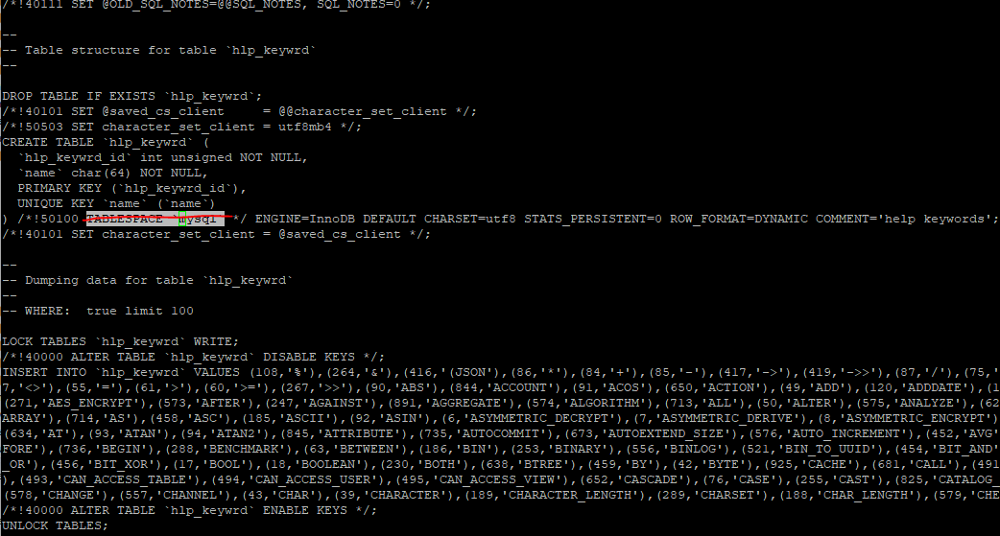 /*!40111 SET @OLD_SQL_NOTES=@@SQL_NOTES, SQL_NOTES=0 */;
--
-- Table structure for table `hlp_keywrd`
--
DROP TABLE IF EXISTS `hlp_keywrd`;
/*!40101 SET @saved_cs_client     = @@character_set_client */;
/*!50503 SET character_set_client = utf8mb4 */;
CREATE TABLE `hlp_keywrd` (
  `hlp_keywrd_id` int unsigned NOT NULL,
  `name` char(64) NOT NULL,
  PRIMARY KEY (`hlp_keywrd_id`),
  UNIQUE KEY `name` (`name`)
) /*!50100 TABLESPACE `mysql` */ ENGINE=InnoDB DEFAULT CHARSET=utf8 STATS_PERSISTENT=0 ROW_FORMAT=DYNAMIC COMMENT='help keywords';
/*!40101 SET character_set_client = @saved_cs_client */;
--
-- Dumping data for table `hlp_keywrd`
--
-- WHERE:  true limit 100
LOCK TABLES `hlp_keywrd` WRITE;
/*!40000 ALTER TABLE `hlp_keywrd` DISABLE KEYS */;
INSERT INTO `hlp_keywrd` VALUES (108,'%'),(264,'&'),(416,'(JSON'),(86,'*'),(84,'+'),(85,'-'),(417,'->'),(419,'->>'),(87,'/'),(75,'
7,'<>'),(55,'='),(61,'>'),(60,'>='),(267,'>>'),(90,'ABS'),(844,'ACCOUNT'),(91,'ACOS'),(650,'ACTION'),(49,'ADD'),(120,'ADDDATE'),(1
(271,'AES_ENCRYPT'),(573,'AFTER'),(247,'AGAINST'),(891,'AGGREGATE'),(574,'ALGORITHM'),(713,'ALL'),(50,'ALTER'),(575,'ANALYZE'),(62
ARRAY'),(714,'AS'),(458,'ASC'),(185,'ASCII'),(92,'ASIN'),(6,'ASYMMETRIC_DECRYPT'),(7,'ASYMMETRIC_DERIVE'),(8,'ASYMMETRIC_ENCRYPT')
(634,'AT'),(93,'ATAN'),(94,'ATAN2'),(845,'ATTRIBUTE'),(735,'AUTOCOMMIT'),(673,'AUTOEXTEND_SIZE'),(576,'AUTO_INCREMENT'),(452,'AVG'
FORE'),(736,'BEGIN'),(288,'BENCHMARK'),(63,'BETWEEN'),(186,'BIN'),(253,'BINARY'),(556,'BINLOG'),(521,'BIN_TO_UUID'),(454,'BIT_AND'
_OR'),(456,'BIT_XOR'),(17,'BOOL'),(18,'BOOLEAN'),(230,'BOTH'),(638,'BTREE'),(459,'BY'),(42,'BYTE'),(925,'CACHE'),(681,'CALL'),(491
),(493,'CAN_ACCESS_TABLE'),(494,'CAN_ACCESS_USER'),(495,'CAN_ACCESS_VIEW'),(652,'CASCADE'),(76,'CASE'),(255,'CAST'),(825,'CATALOG_
(578,'CHANGE'),(557,'CHANNEL'),(43,'CHAR'),(39,'CHARACTER'),(189,'CHARACTER_LENGTH'),(289,'CHARSET'),(188,'CHAR_LENGTH'),(579,'CHE
/*!40000 ALTER TABLE `hlp_keywrd` ENABLE KEYS */;
UNLOCK TABLES;